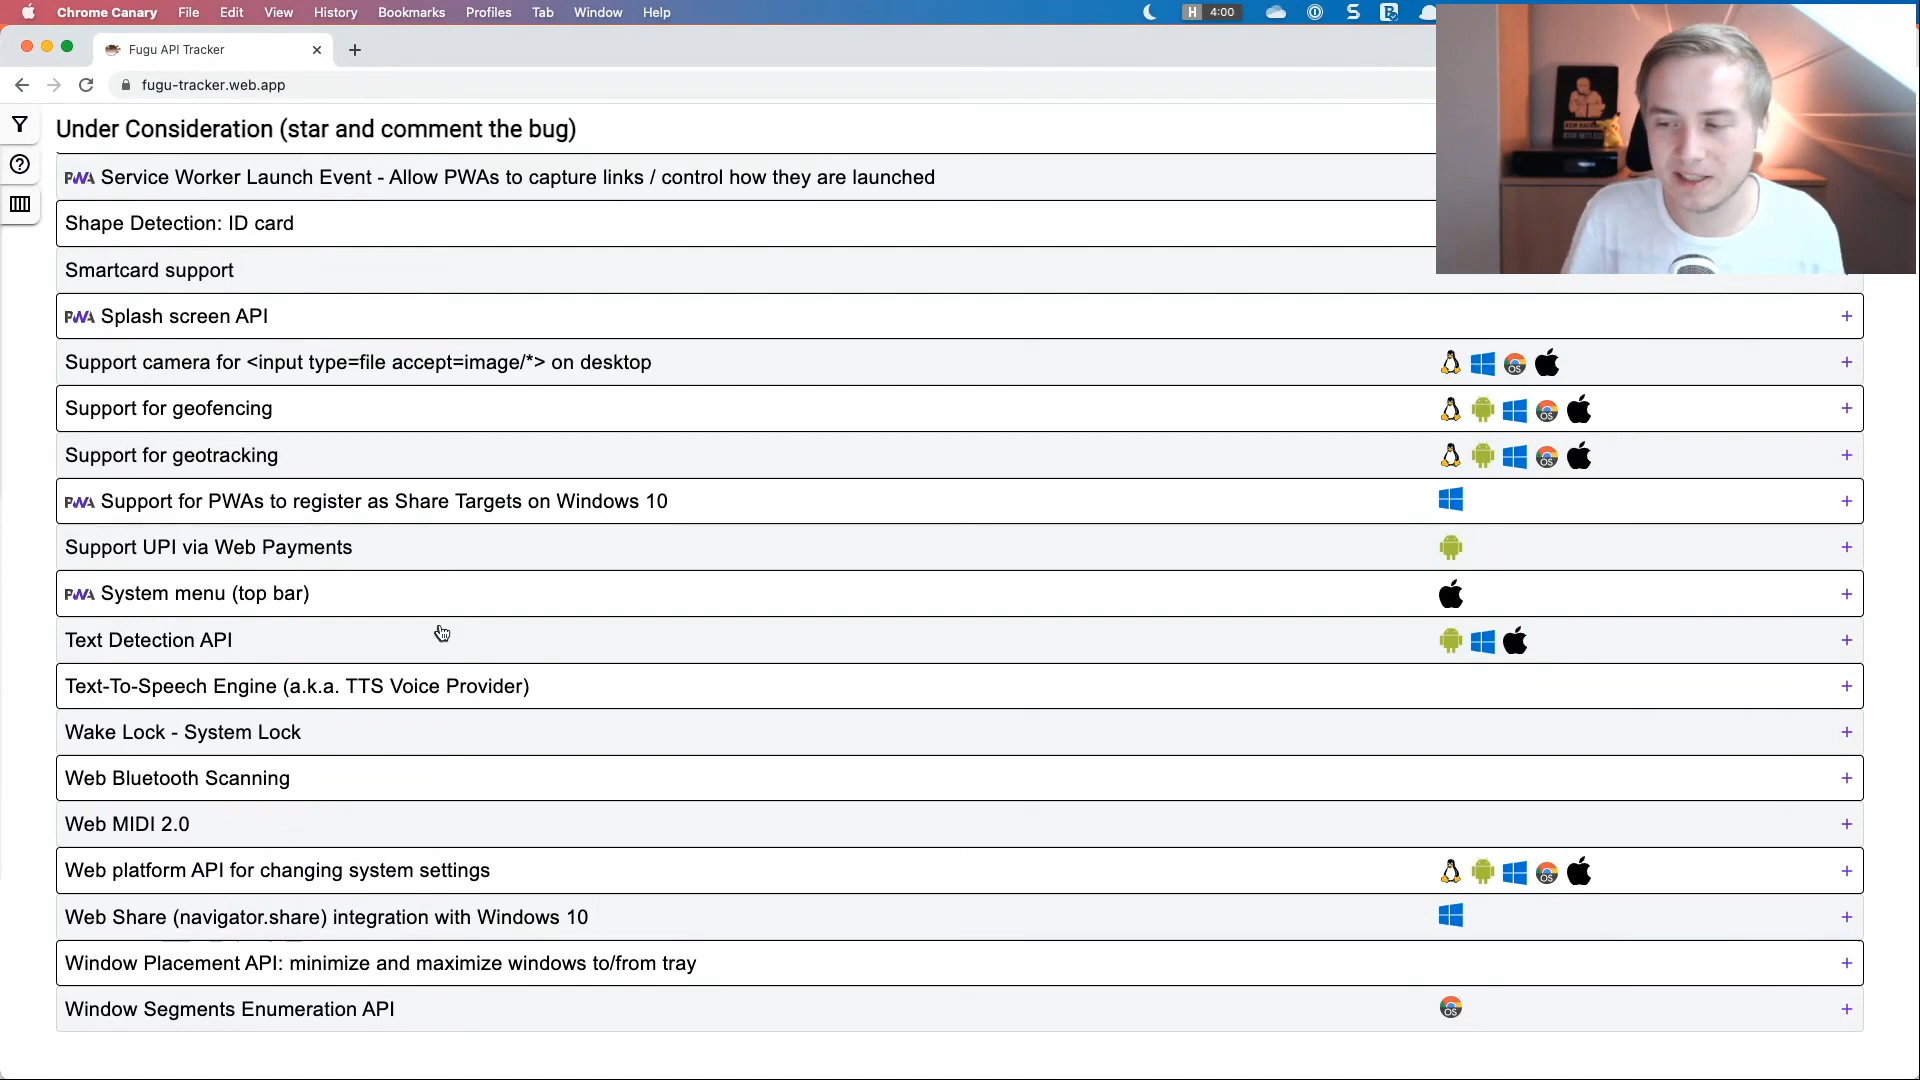 Chrome Canary File Edit View History Bookmarks Profiles Tab Window Help H 4:00
Fugu API Tracker
fugu-tracker.web.app
Under Consideration (star and comment the bug)
PWA Service Worker Launch Event - Allow PWAs to capture links / control how they are launched
Shape Detection: ID card
Smartcard support
PWA Splash screen API +
Support camera for <input type=file accept=image/*> on desktop OS +
Support for geofencing OS +
Support for geotracking OS +
PWA Support for PWAs to register as Share Targets on Windows 10 +
Support UPI via Web Payments +
PWA System menu (top bar) +
Text Detection API +
Text-To-Speech Engine (a.k.a. TTS Voice Provider) +
Wake Lock - System Lock +
Web Bluetooth Scanning +
Web MIDI 2.0 +
Web platform API for changing system settings OS +
Web Share (navigator.share) integration with Windows 10 +
Window Placement API: minimize and maximize windows to/from tray +
Window Segments Enumeration API OS +